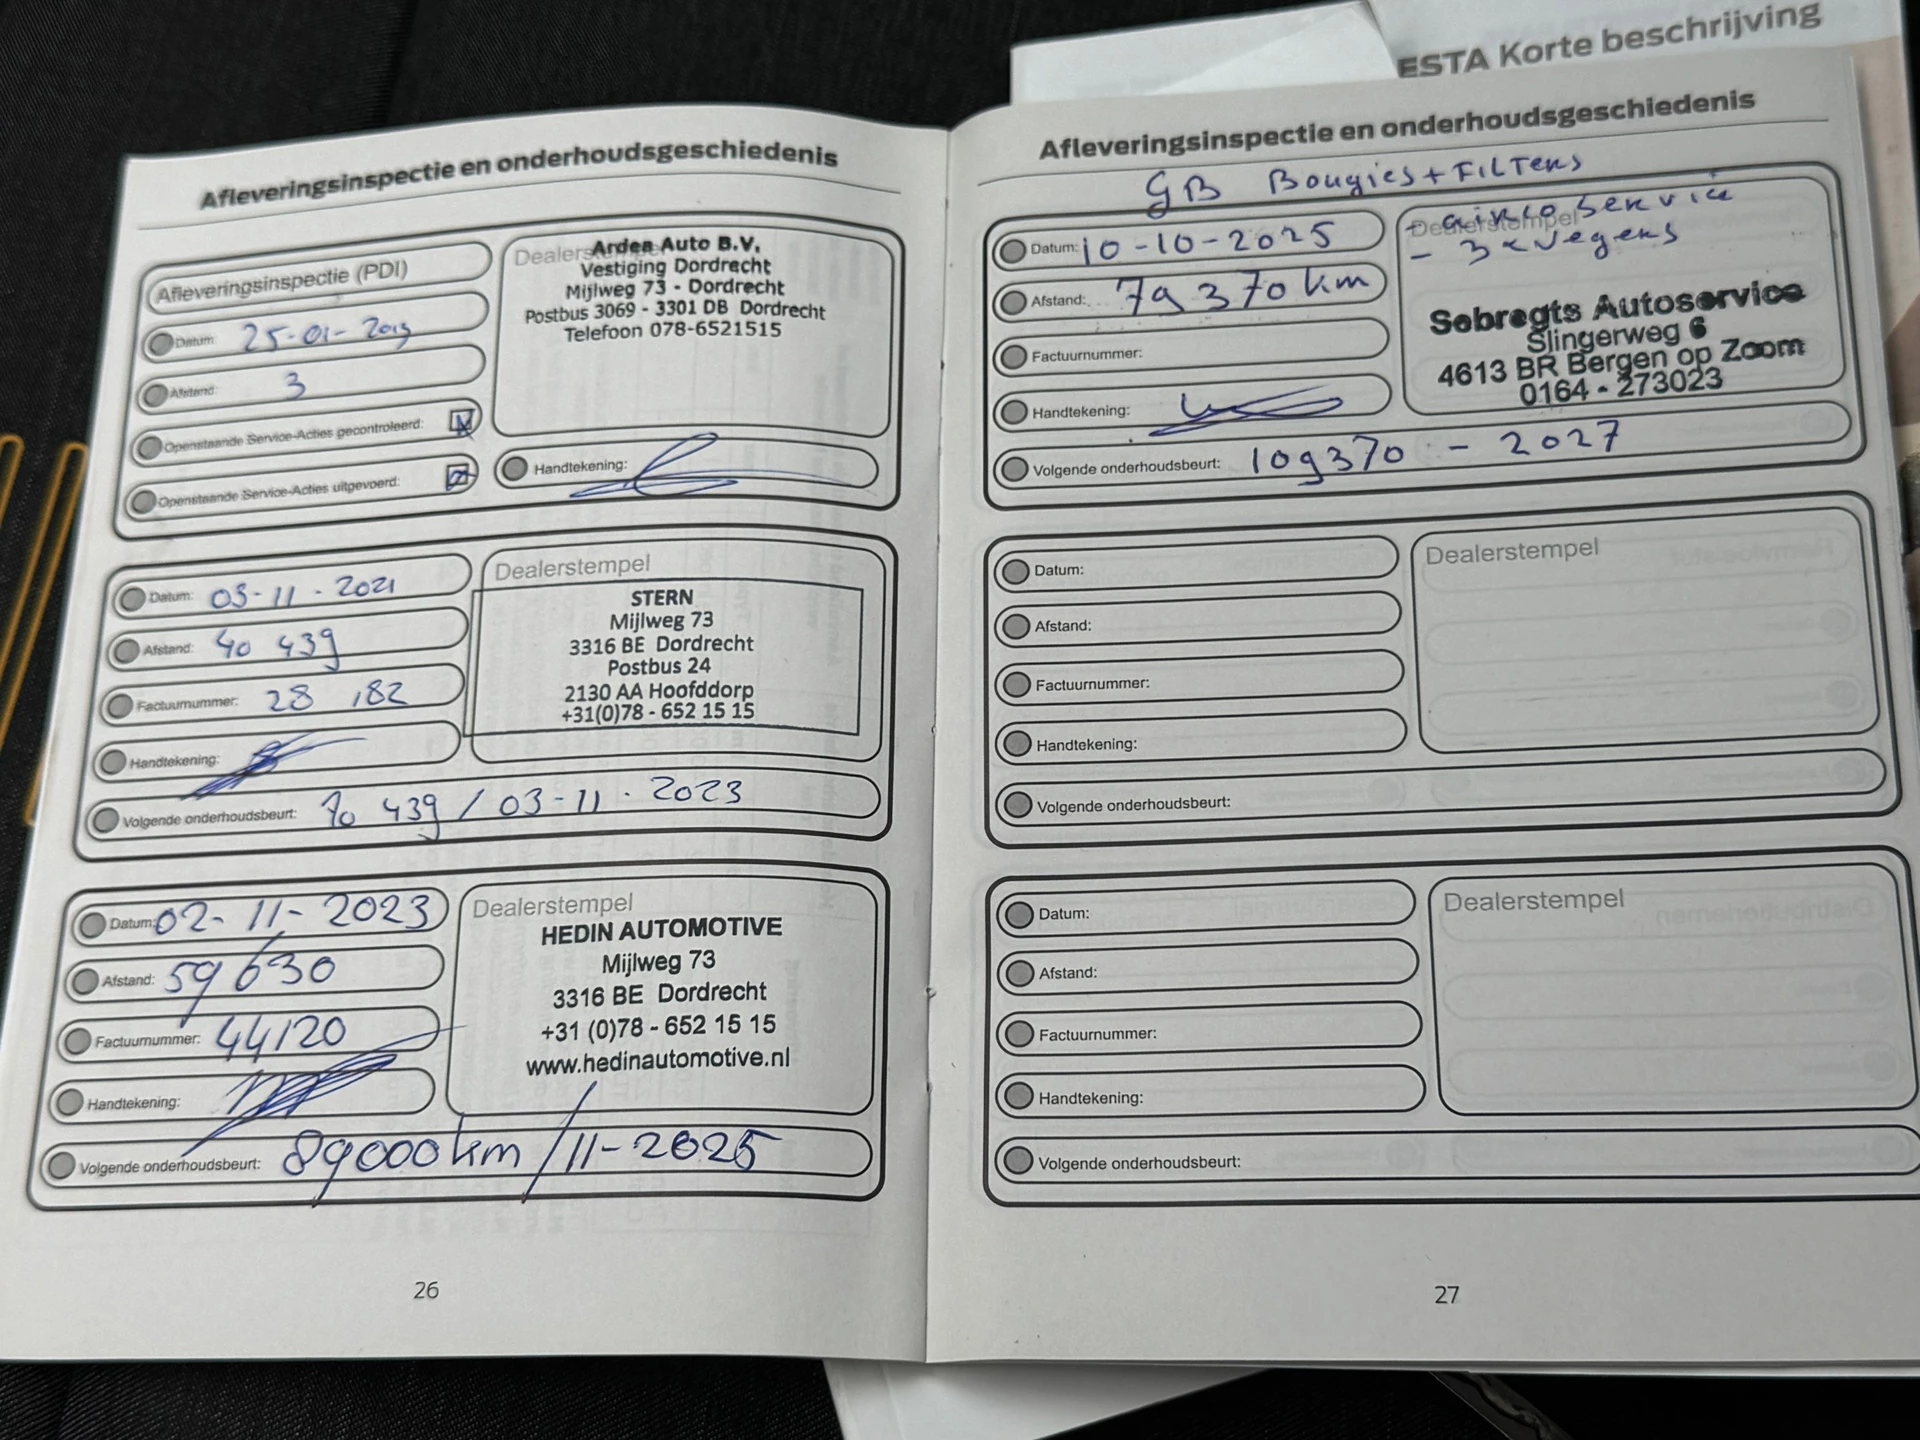 ESTA Korte beschrijving
Afleveringsinspectie en onderhoudsgeschiedenis
Afleveringsinspectie (PDI)
Datum: 25-01-2019
Afstand: 3
Openstaande Service-Acties gecontroleerd:
Openstaande Service-Acties uitgevoerd:
Dealerstempel
Arden Auto B.V.
Vestiging Dordrecht
Mijlweg 73 - Dordrecht
Postbus 3069 - 3301 DB Dordrecht
Telefoon 078-6521515
Handtekening:
Datum: 03-11-2021
Afstand: 40 439
Factuurnummer: 28 182
Handtekening:
Volgende onderhoudsbeurt: 70 439 / 03-11-2023
Dealerstempel
STERN
Mijlweg 73
3316 BE Dordrecht
Postbus 24
2130 AA Hoofddorp
+31(0)78 - 652 15 15
Datum: 02-11-2023
Afstand: 59630
Factuurnummer: 44120
Handtekening:
Volgende onderhoudsbeurt: 89000 km / 11-2025
Dealerstempel
HEDIN AUTOMOTIVE
Mijlweg 73
3316 BE Dordrecht
+31 (0)78 - 652 15 15
www.hedinautomotive.nl
26
Afleveringsinspectie en onderhoudsgeschiedenis
GB Bougies + FILTERS
Datum: 10-10-2025
Afstand: 79370 km
Factuurnummer:
Handtekening:
Volgende onderhoudsbeurt: 109370 - 2027
Dealerstempel
- airco service
- 3x vegers
Sebregts Autoservice
Slingerweg 6
4613 BR Bergen op Zoom
0164 - 273023
Datum:
Afstand:
Factuurnummer:
Handtekening:
Volgende onderhoudsbeurt:
Dealerstempel
Datum:
Afstand:
Factuurnummer:
Handtekening:
Volgende onderhoudsbeurt:
Dealerstempel
27